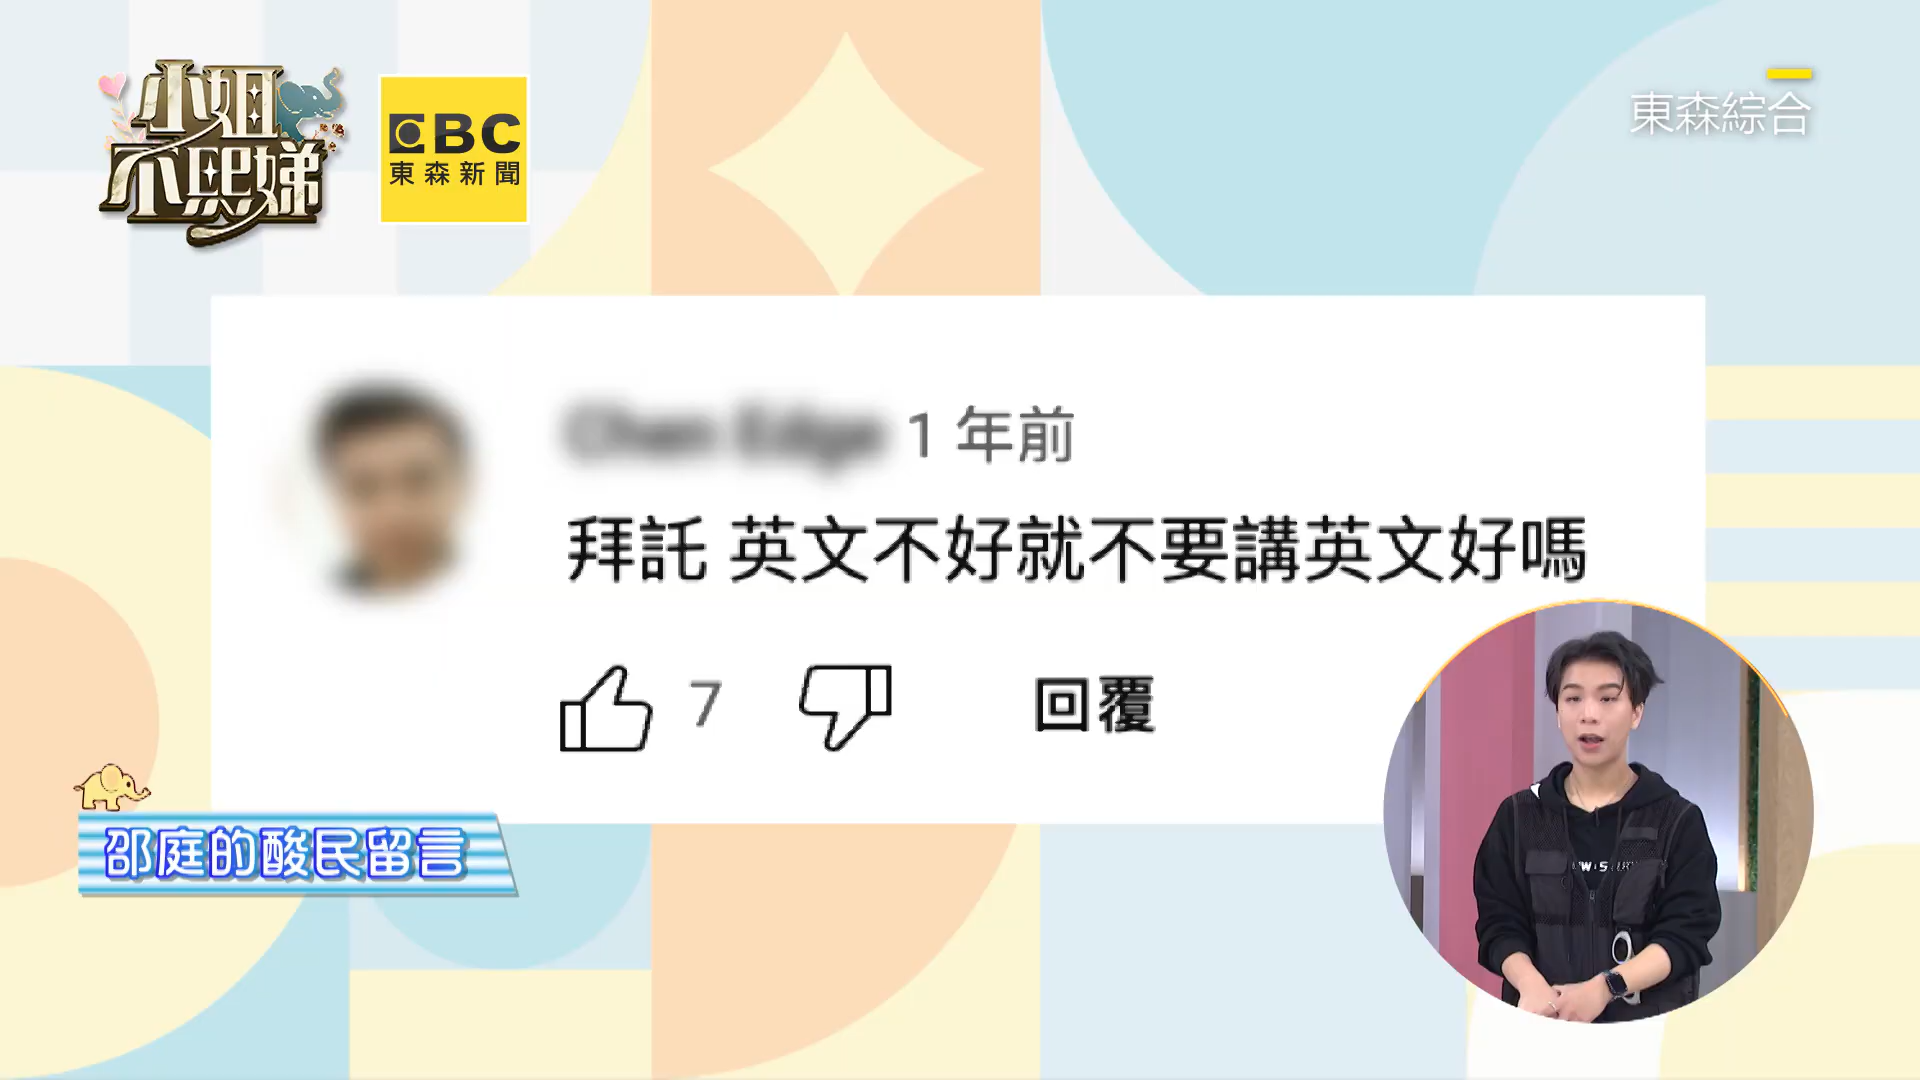 小姐
不熙娣
EBC
東森新聞
東森綜合
1 年前
拜託 英文不好就不要講英文好嗎
7
回覆
邵庭的酸民留言